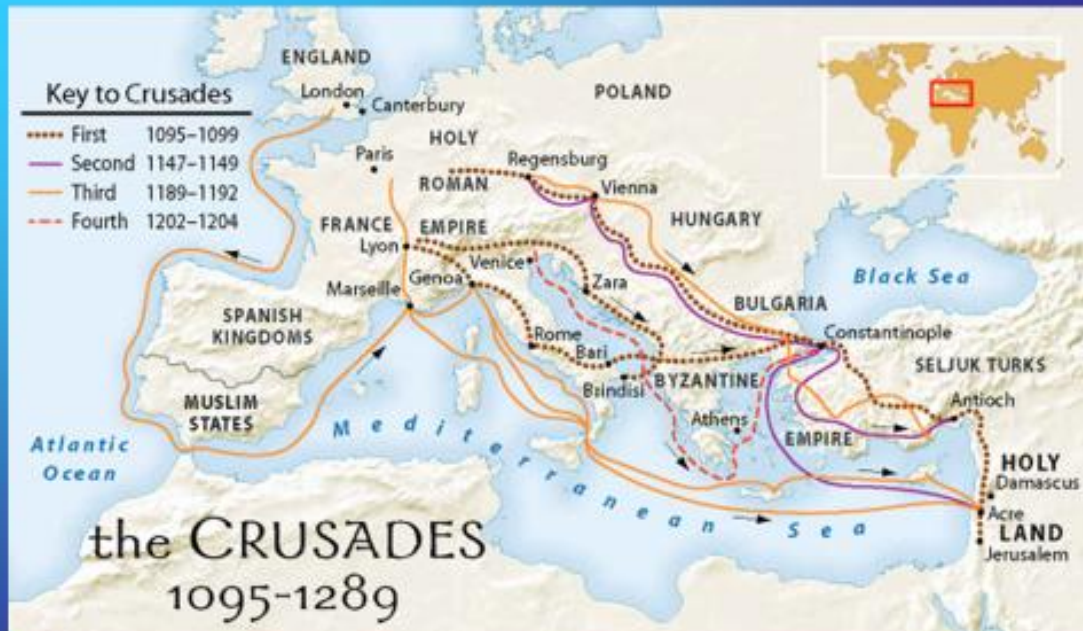 ENGLAND
London
Canterbury
Key to Crusades
First 1095–1099
Second 1147–1149
Third 1189–1192
Fourth 1202–1204
POLAND
HOLY
ROMAN
EMPIRE
Paris
Regensburg
Vienna
HUNGARY
FRANCE
Lyon
Genoa
Venice
Marseille
Zara
Black Sea
BULGARIA
Constantinople
SPANISH
KINGDOMS
Rome
Bari
Brindisi
BYZANTINE
EMPIRE
SELJUK TURKS
Antioch
MUSLIM
STATES
Athens
Atlantic
Ocean
Mediterranean Sea
HOLY
LAND
Damascus
Acre
Jerusalem
the CRUSADES
1095-1289